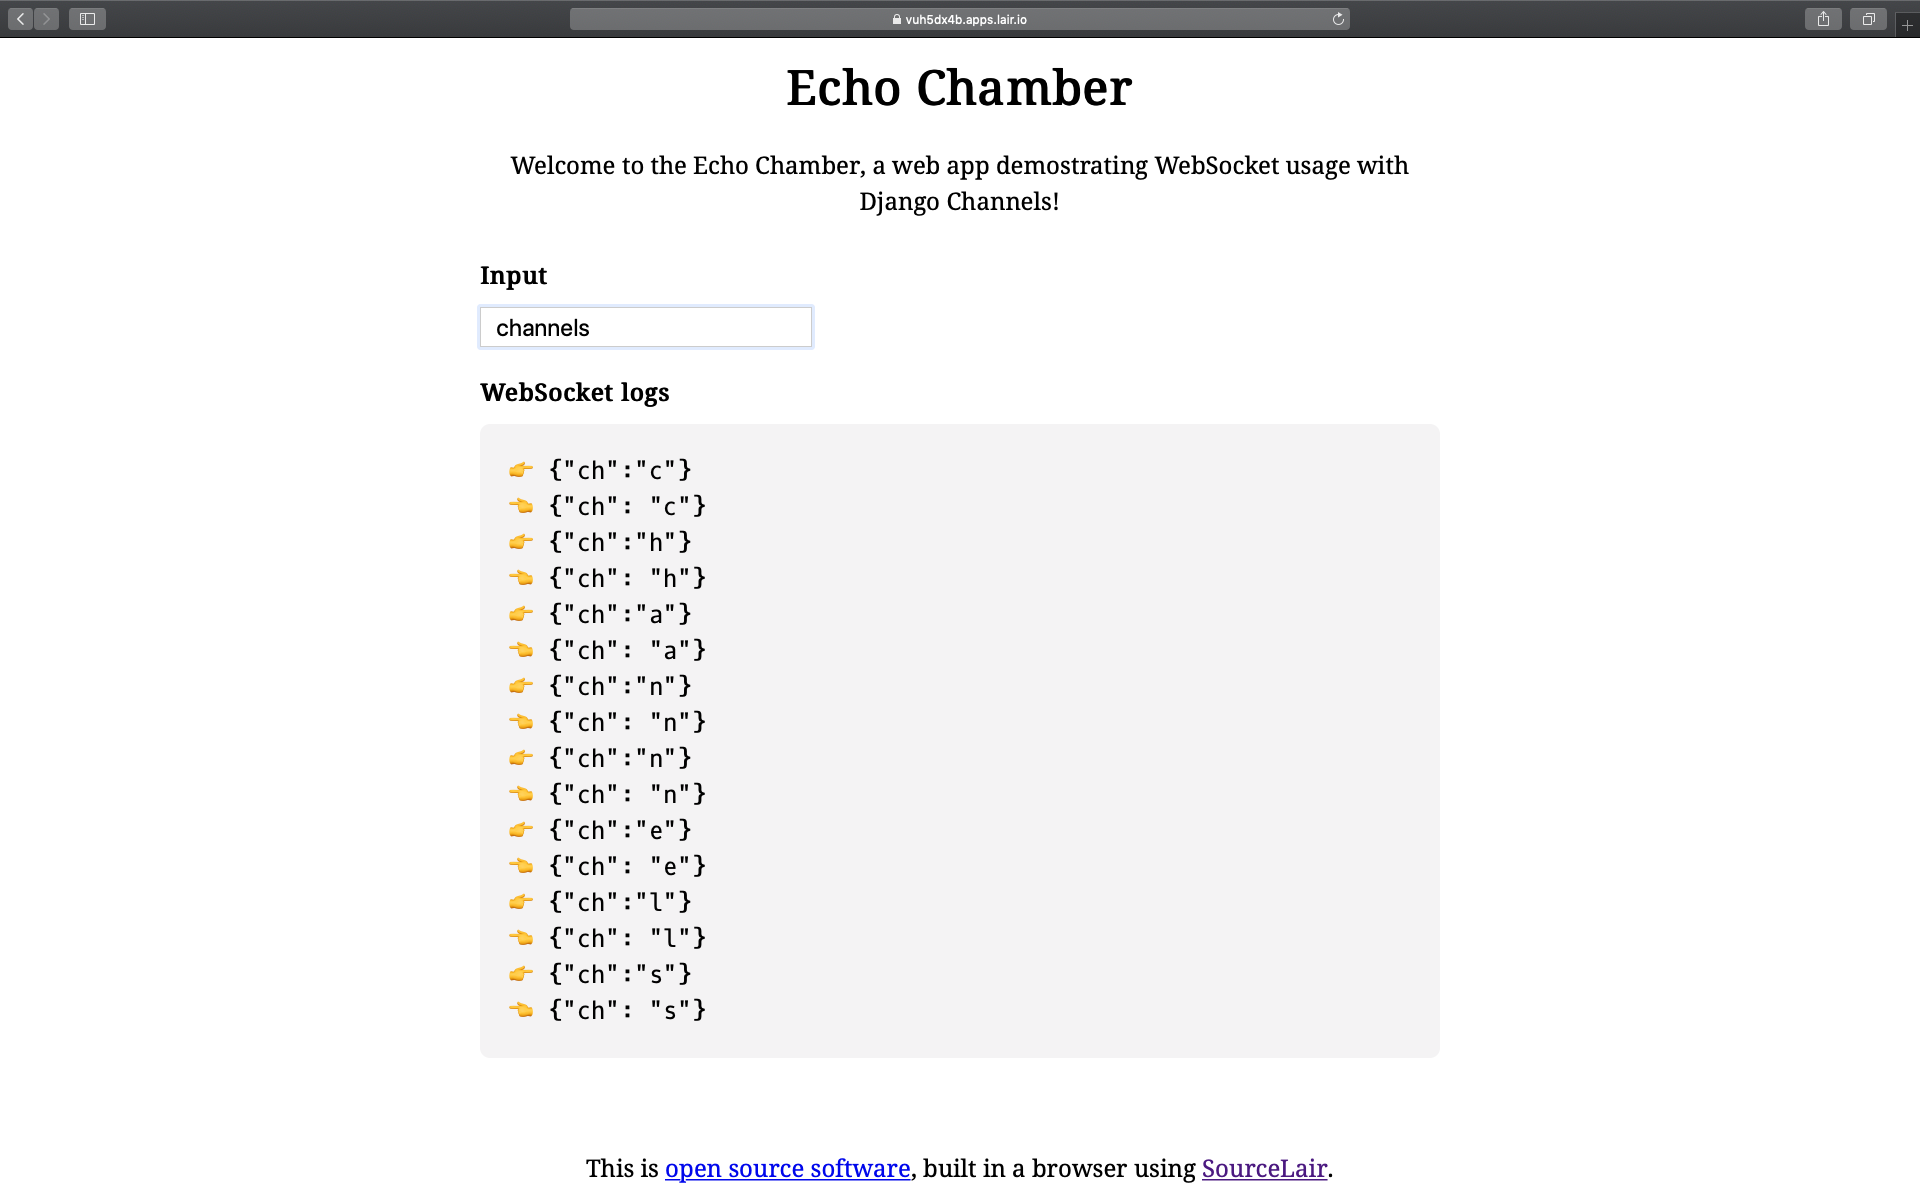 vuh5dx4b.apps.lair.io
Echo Chamber
Welcome to the Echo Chamber, a web app demostrating WebSocket usage with
Django Channels!
Input
channels
WebSocket logs
👉 {"ch":"c"}
👈 {"ch": "c"}
👉 {"ch":"h"}
👈 {"ch": "h"}
👉 {"ch":"a"}
👈 {"ch": "a"}
👉 {"ch":"n"}
👈 {"ch": "n"}
👉 {"ch":"n"}
👈 {"ch": "n"}
👉 {"ch":"e"}
👈 {"ch": "e"}
👉 {"ch":"l"}
👈 {"ch": "l"}
👉 {"ch":"s"}
👈 {"ch": "s"}
This is open source software, built in a browser using SourceLair.